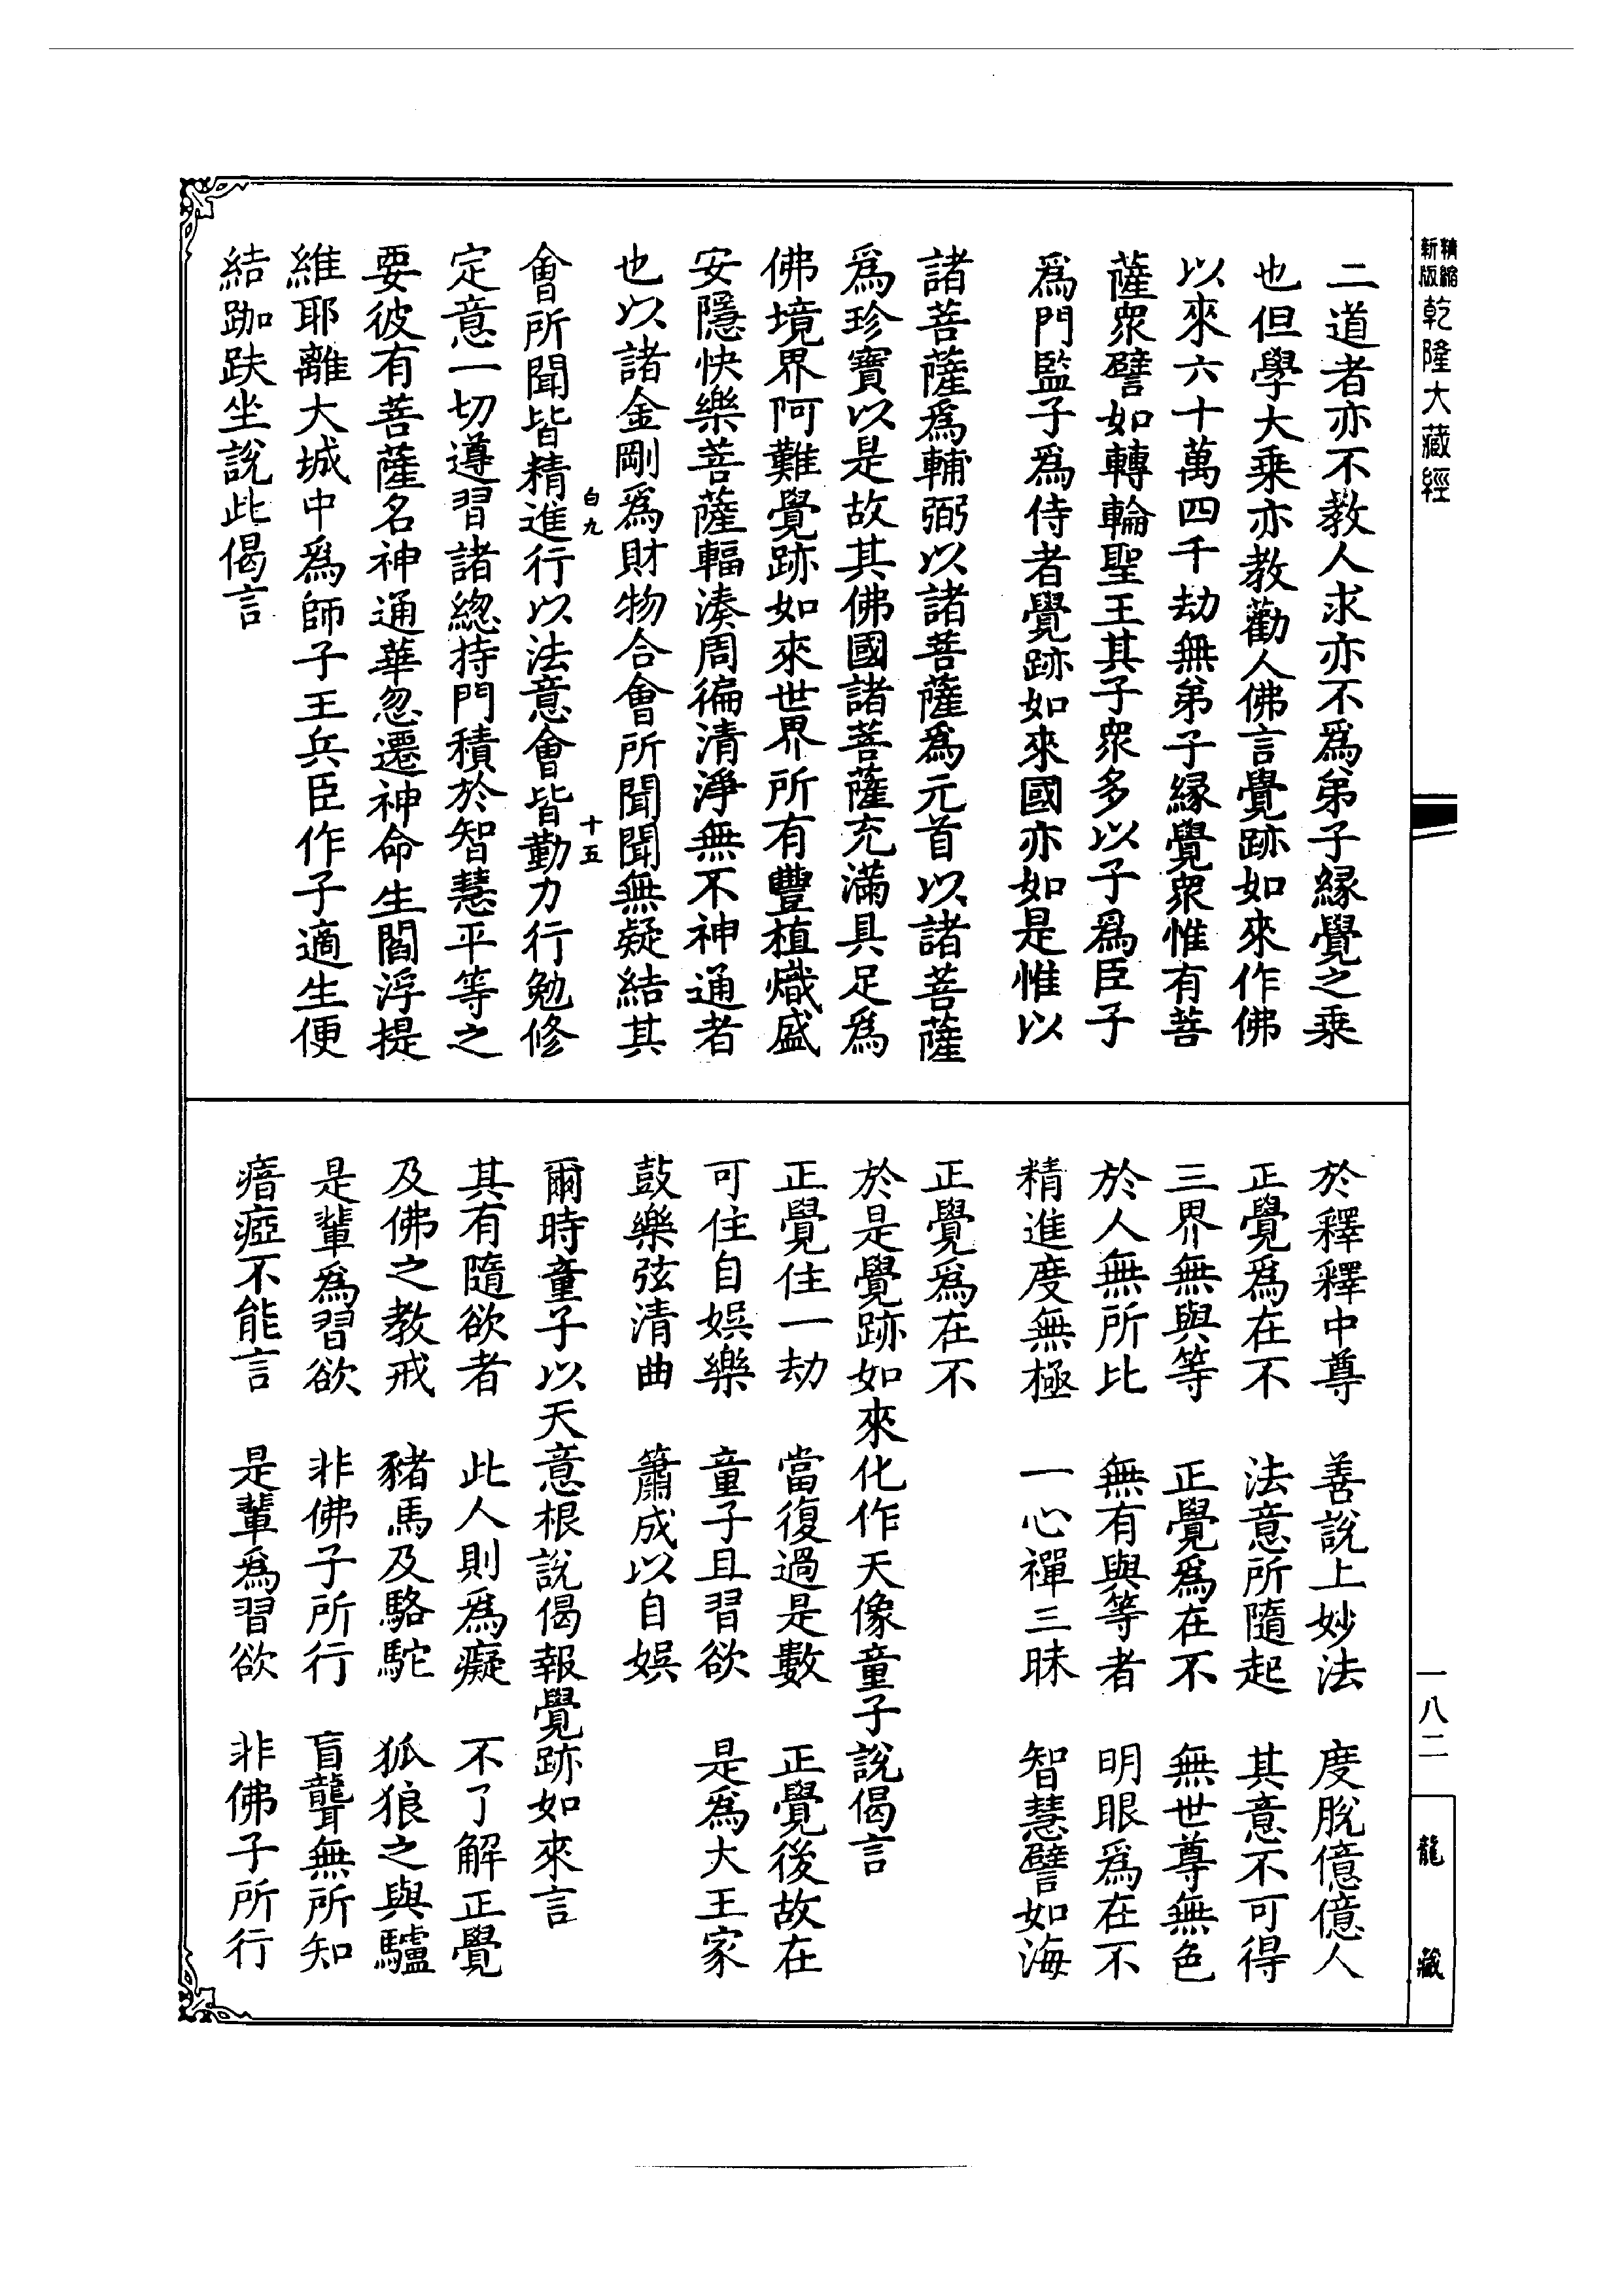 精縮新版乾隆大藏經
二道者亦不教人求亦不爲弟子緣覺之乘
也但學大乘亦教勸人佛言覺跡如來作佛
以來六十萬四千劫無弟子緣覺衆惟有菩
薩衆譬如轉輪聖王其子衆多以子爲臣子
爲門監子爲侍者覺跡如來國亦如是惟以
諸菩薩爲輔弼以諸菩薩爲元首以諸菩薩
爲珍寶以是故其佛國諸菩薩充滿具足爲
佛境界阿難覺跡如來世界所有豐植熾盛
安隱快樂菩薩輻湊周徧清淨無不神通者
也以諸金剛爲財物合會所聞聞無疑結其
白九 十五
會所聞皆精進行以法意會皆勤力行勉修
定意一切遵習諸緫持門積於智慧平等之
要彼有菩薩名神通華忽遷神命生閻浮提
維耶離大城中爲師子王兵臣作子適生便
結跏趺坐說此偈言
於釋釋中尊 善說上妙法 度脫億億人
正覺爲在不 法意所隨起 其意不可得
三界無與等 正覺爲在不 無世尊無色
於人無所比 無有與等者 明眼爲在不
精進度無極 一心禪三昧 智慧譬如海
正覺爲在不
於是覺跡如來化作天像童子說偈言
正覺住一劫 當復過是數 正覺後故在
可住自娛樂 童子且習欲 是爲大王家
鼓樂弦清曲 簫成以自娛
爾時童子以天意根說偈報覺跡如來言
其有隨欲者 此人則爲癡 不了解正覺
及佛之教戒 豬馬及駱駝 狐狼之與驢
是輩爲習欲 非佛子所行 盲聾無所知
瘖瘂不能言 是輩爲習欲 非佛子所行
一八二
龍藏